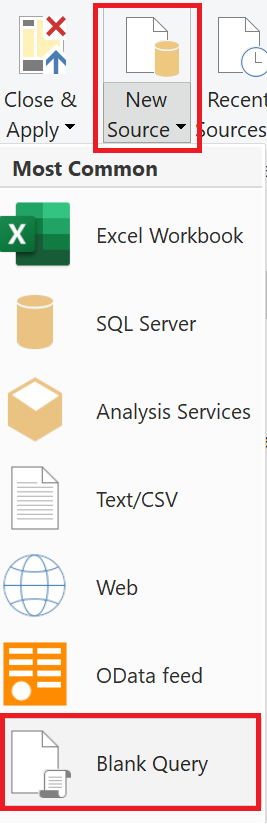 Close &
Apply
New
Source
Recent
Sources
Most Common
X
Excel Workbook
SQL Server
Analysis Services
Text/CSV
Web
OData feed
Blank Query